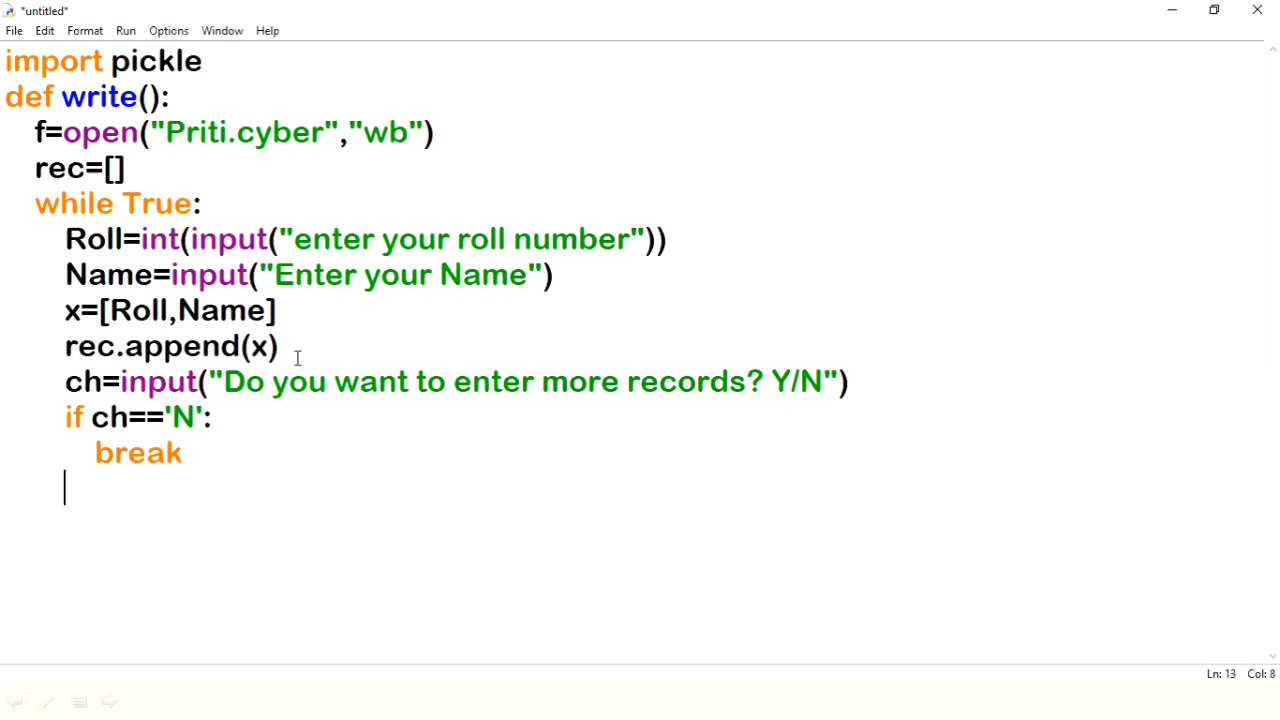 *untitled*
File Edit Format Run Options Window Help
import pickle
def write():
    f=open("Priti.cyber","wb")
    rec=[]
    while True:
        Roll=int(input("enter your roll number"))
        Name=input("Enter your Name")
        x=[Roll,Name]
        rec.append(x)
        ch=input("Do you want to enter more records? Y/N")
        if ch=='N':
            break
Ln: 13 Col: 8